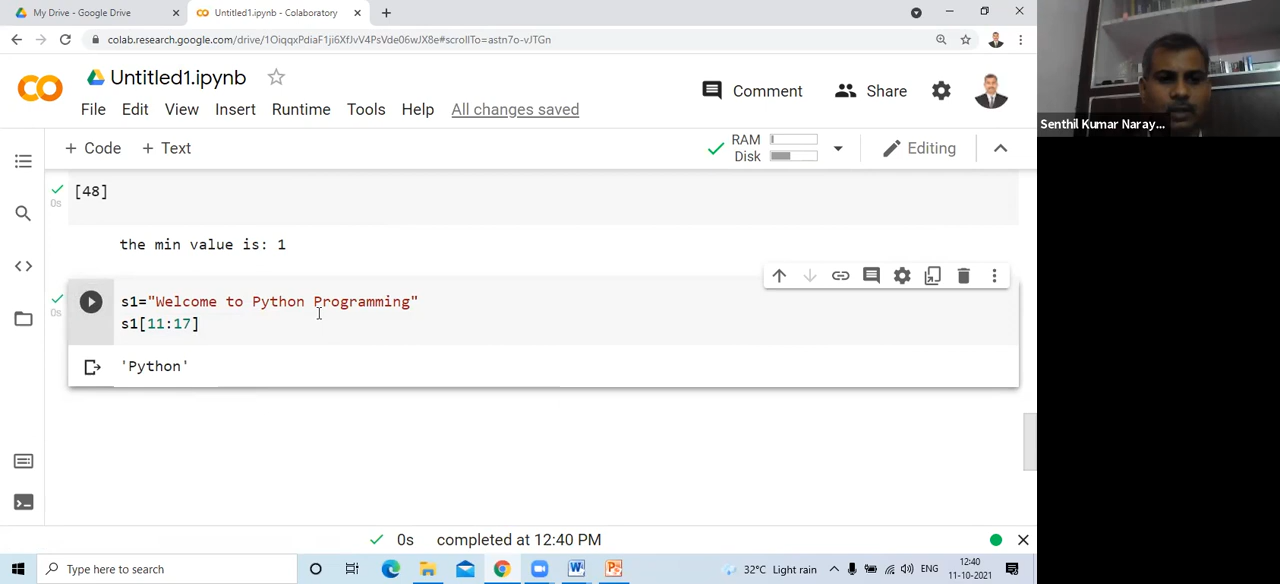 My Drive - Google Drive
Untitled1.ipynb - Colaboratory
colab.research.google.com/drive/1OiqqxPdiaF1ji6XfJvV4PsVde06wJX8e#scrollTo=astn7o-vJTGn
Untitled1.ipynb
Comment
Share
File Edit View Insert Runtime Tools Help All changes saved
+ Code + Text
RAM
Disk
Editing
[48]
0s
the min value is: 1
s1="Welcome to Python Programming"
0s
s1[11:17]
'Python'
0s completed at 12:40 PM
Type here to search
32°C Light rain
ENG
12:40
11-10-2021
Senthil Kumar Naray...